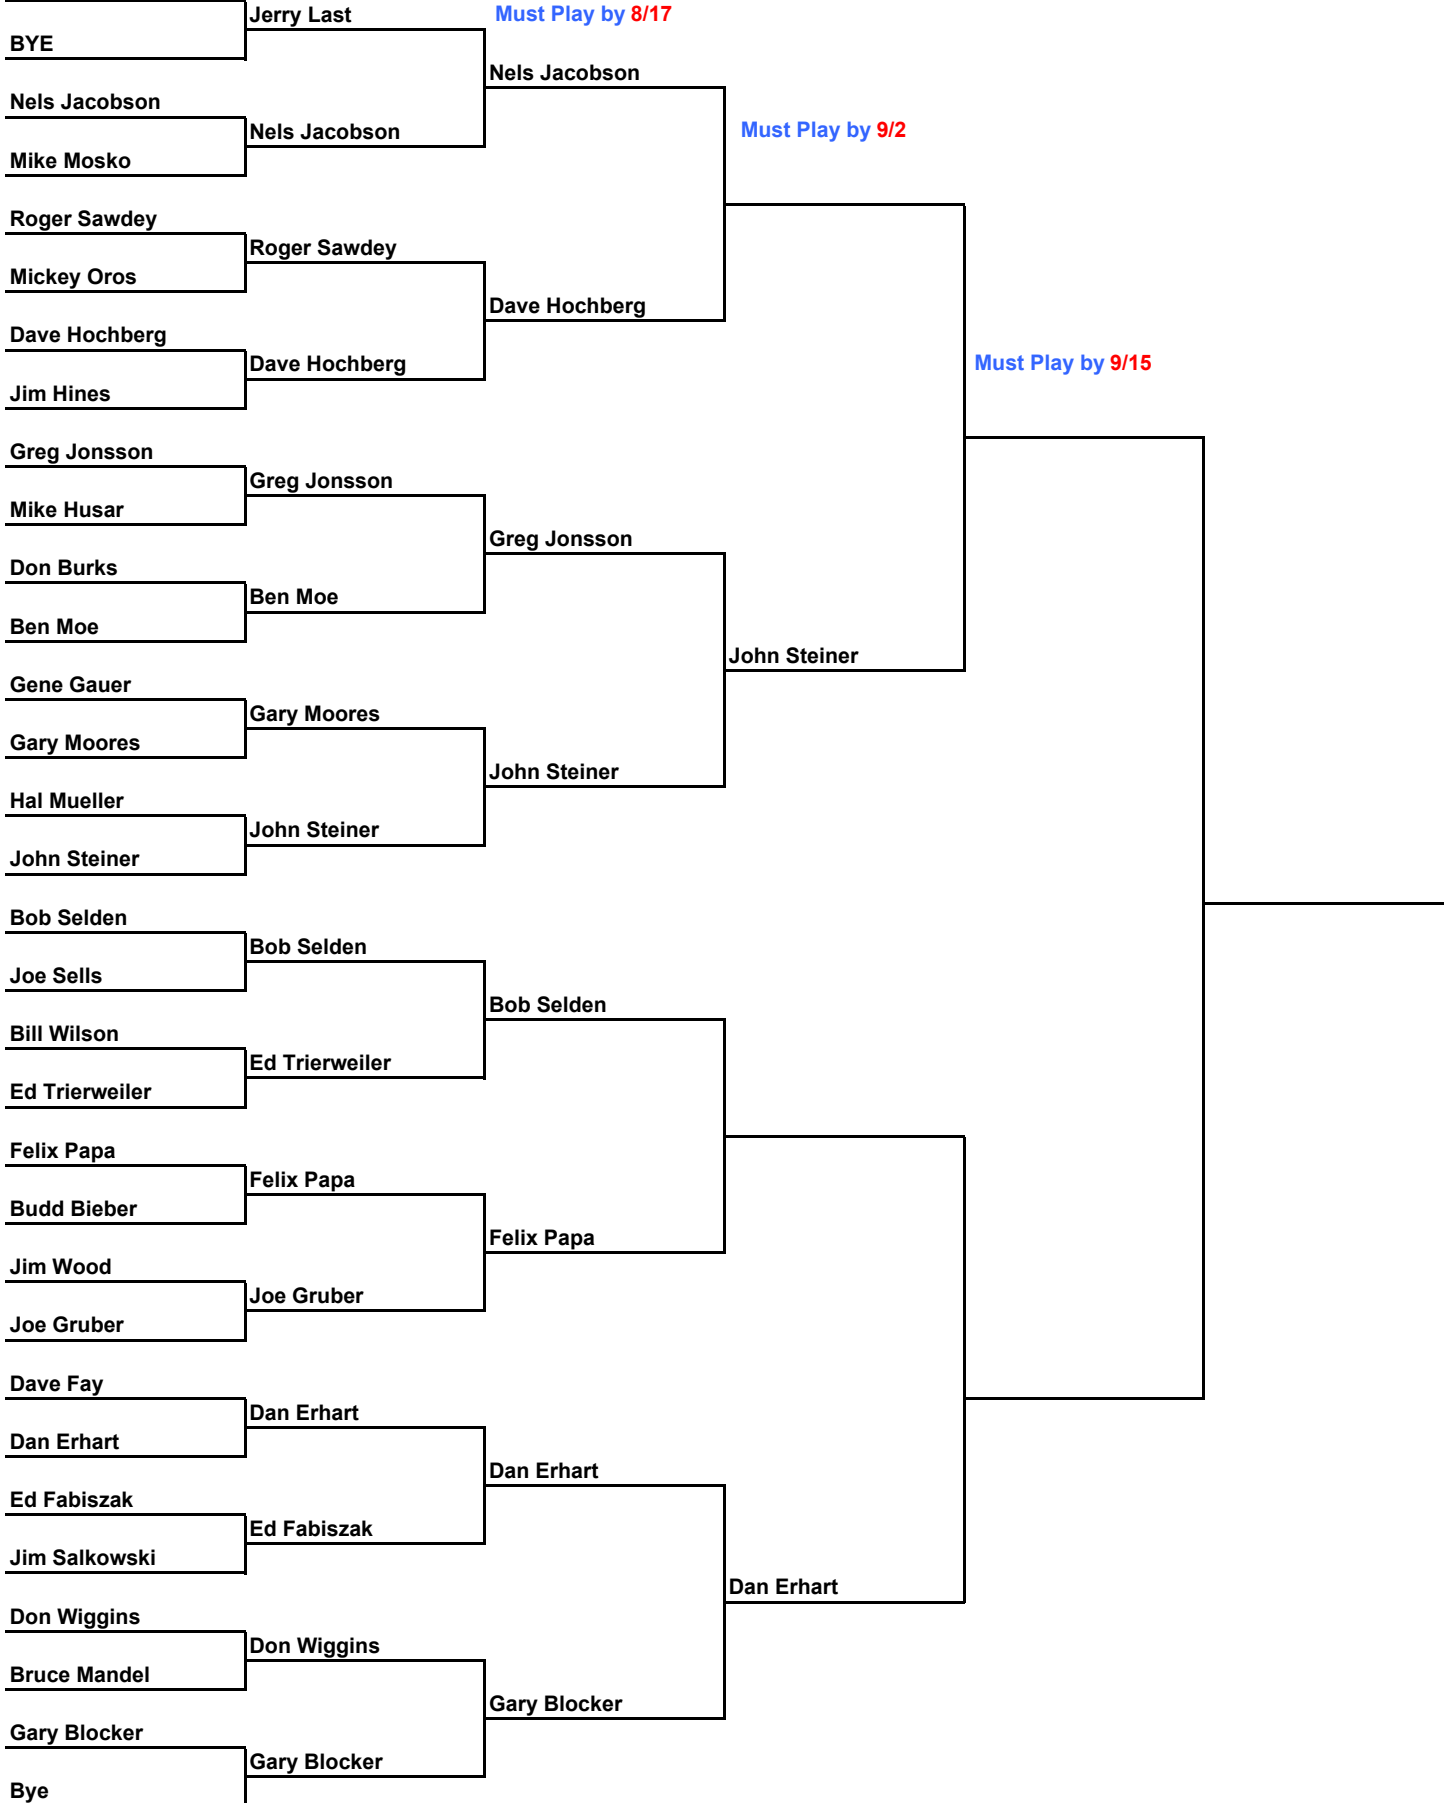 Jerry Last
Must Play by 8/17
BYE
Nels Jacobson
Nels Jacobson
Nels Jacobson
Must Play by 9/2
Mike Mosko
Roger Sawdey
Roger Sawdey
Mickey Oros
Dave Hochberg
Dave Hochberg
Dave Hochberg
Must Play by 9/15
Jim Hines
Greg Jonsson
Greg Jonsson
Mike Husar
Greg Jonsson
Don Burks
Ben Moe
Ben Moe
John Steiner
Gene Gauer
Gary Moores
Gary Moores
John Steiner
Hal Mueller
John Steiner
John Steiner
Bob Selden
Bob Selden
Joe Sells
Bob Selden
Bill Wilson
Ed Trierweiler
Ed Trierweiler
Felix Papa
Felix Papa
Budd Bieber
Felix Papa
Jim Wood
Joe Gruber
Joe Gruber
Dave Fay
Dan Erhart
Dan Erhart
Dan Erhart
Ed Fabiszak
Ed Fabiszak
Jim Salkowski
Dan Erhart
Don Wiggins
Don Wiggins
Bruce Mandel
Gary Blocker
Gary Blocker
Gary Blocker
Bye